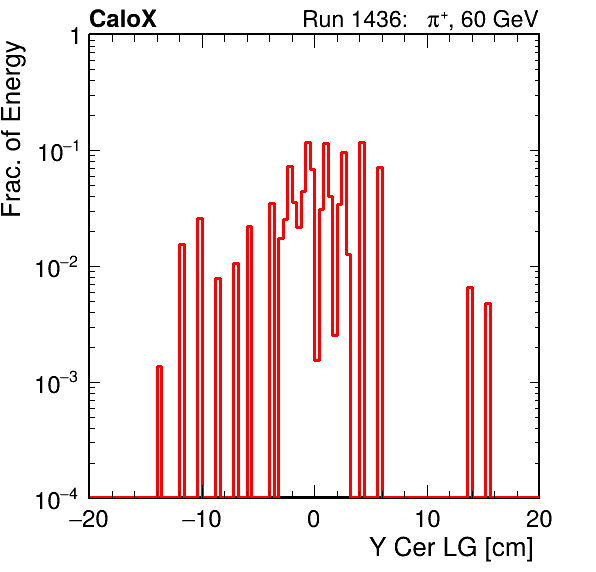 CaloX Run 1436: π⁺, 60 GeV
Frac. of Energy
1
10⁻¹
10⁻²
10⁻³
10⁻⁴
−20 −10 0 10 20
Y Cer LG [cm]